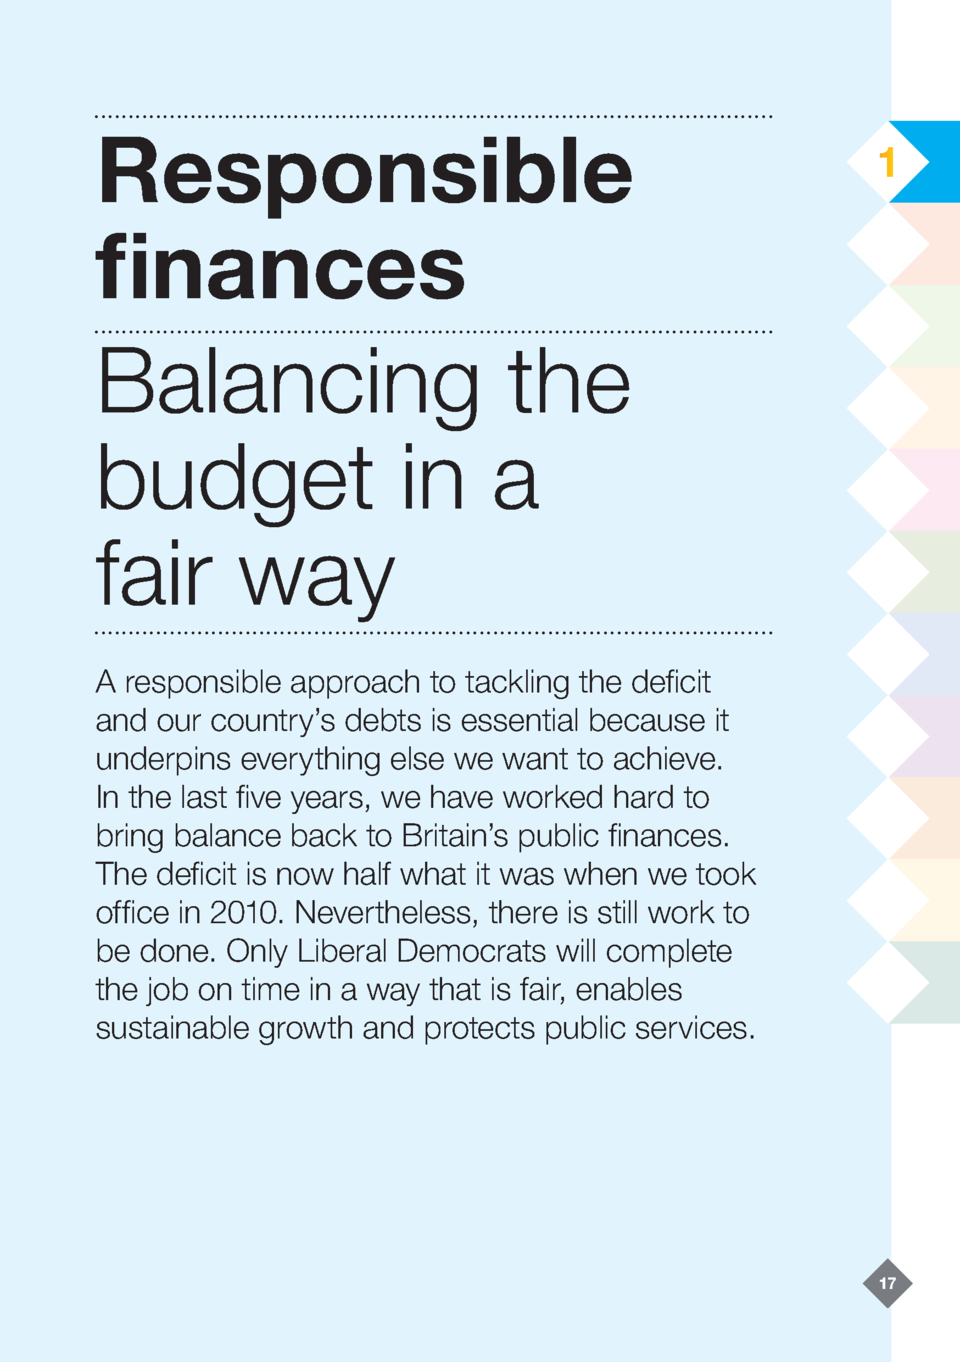 Responsible
finances
Balancing the
budget in a
fair way
A responsible approach to tackling the deficit
and our country’s debts is essential because it
underpins everything else we want to achieve.
In the last five years, we have worked hard to
bring balance back to Britain’s public finances.
The deficit is now half what it was when we took
office in 2010. Nevertheless, there is still work to
be done. Only Liberal Democrats will complete
the job on time in a way that is fair, enables
sustainable growth and protects public services.
1
17